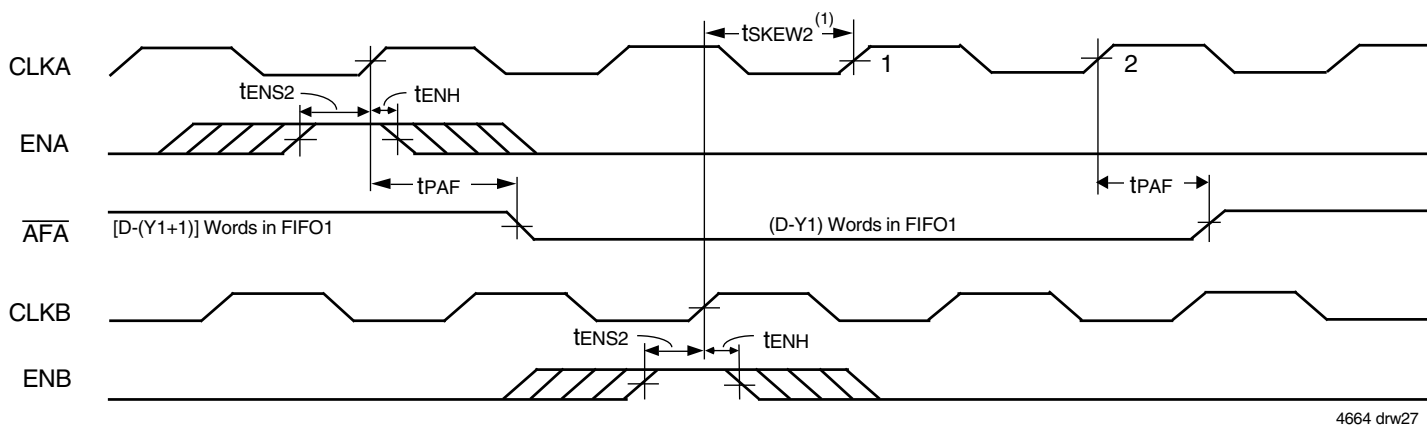 tSKEW2(1)
CLKA
1
2
tENS2
tENH
ENA
tPAF
tPAF
AFA
[D-(Y1+1)] Words in FIFO1
(D-Y1) Words in FIFO1
CLKB
tENS2
tENH
ENB
4664 drw27